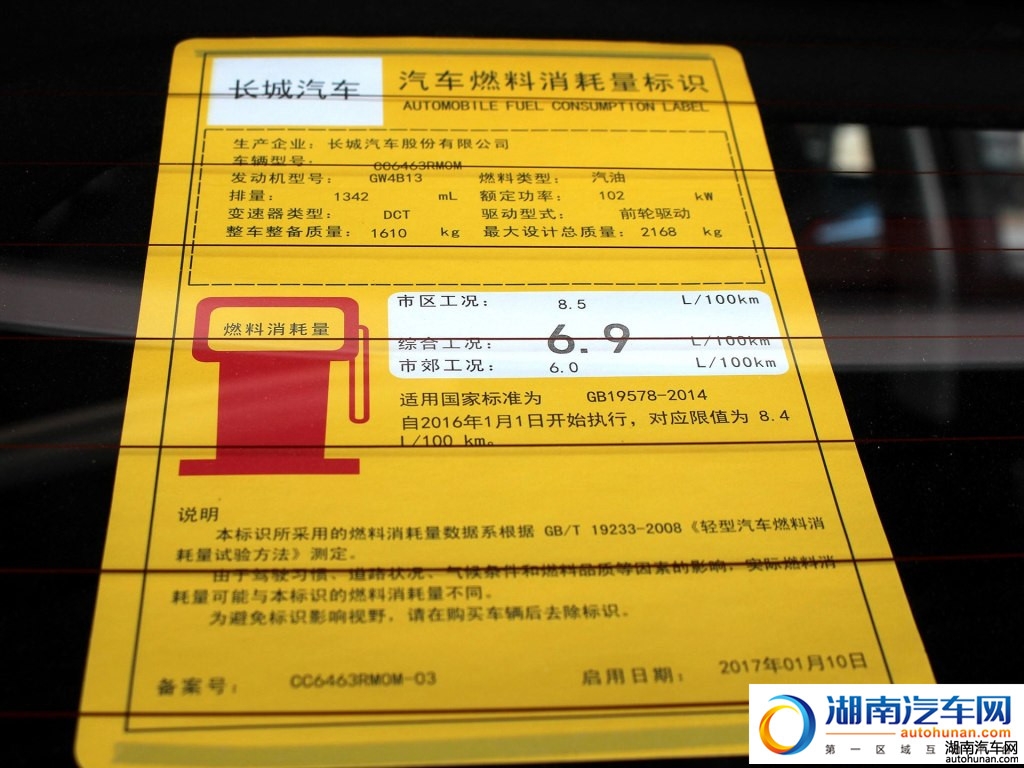 长城汽车
汽车燃料消耗量标识
AUTOMOBILE FUEL CONSUMPTION LABEL
生产企业：长城汽车股份有限公司
车辆型号： CC6463RM0M
发动机型号： GW4B13 燃料类型： 汽油
排量： 1342 mL 额定功率： 102 kW
变速器类型： DCT 驱动型式： 前轮驱动
整车整备质量： 1610 kg 最大设计总质量： 2168 kg
燃料消耗量
市区工况： 8.5 L/100km
综合工况： 6.9 L/100km
市郊工况： 6.0 L/100km
适用国家标准为 GB19578-2014
自2016年1月1日开始执行，对应限值为 8.4
L/100 km。
说明
本标识所采用的燃料消耗量数据系根据 GB/T 19233-2008《轻型汽车燃料消
耗量试验方法》测定。
由于驾驶习惯、道路状况、气候条件和燃料品质等因素的影响，实际燃料消
耗量可能与本标识的燃料消耗量不同。
为避免标识影响视野，请在购买车辆后去除标识。
备案号： CC6463RM0M-03 启用日期： 2017年01月10日
湖南汽车网
autohunan.com
第一区域互
湖南汽车网
autohunan.com